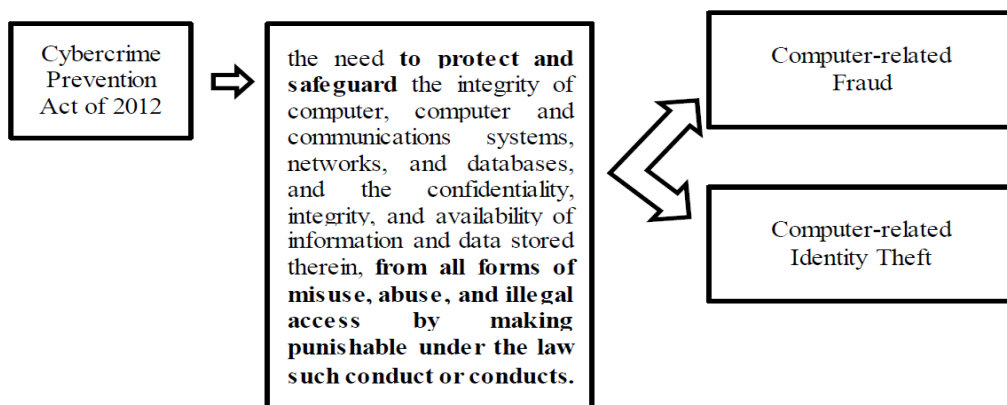 Cybercrime
Prevention
Act of 2012
the need to protect and
safeguard the integrity of
computer, computer and
communications systems,
networks, and databases,
and the confidentiality,
integrity, and availability of
information and data stored
therein, from all forms of
misuse, abuse, and illegal
access by making
punishable under the law
such conduct or conducts.
Computer-related
Fraud
Computer-related
Identity Theft